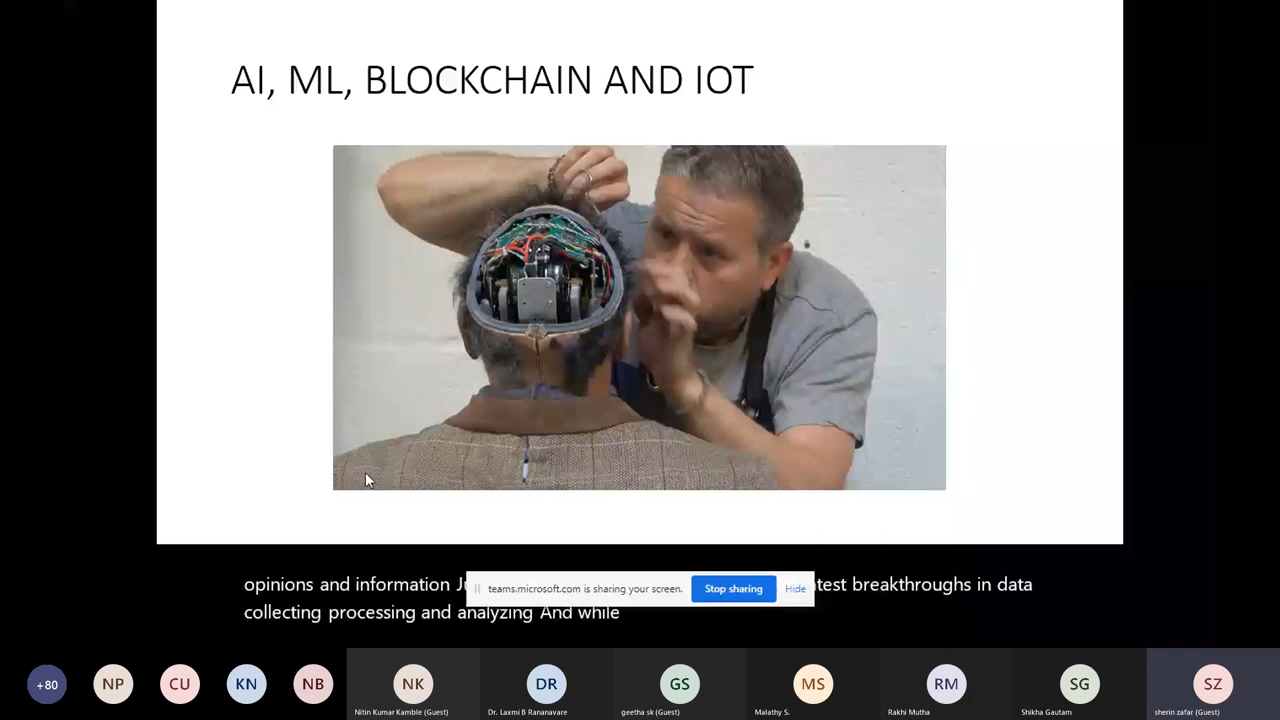 AI, ML, BLOCKCHAIN AND IOT
opinions and information
teams.microsoft.com is sharing your screen.
Stop sharing
Hide
breakthroughs in data
collecting processing and analyzing And while
+80
NP
CU
KN
NB
NK
DR
GS
MS
RM
SG
SZ
Nitin Kumar Kamble (Guest)
Dr. Laxmi B Rananavare
geetha sk (Guest)
Malathy S.
Rakhi Mutha
Shikha Gautam
sherin zafar (Guest)